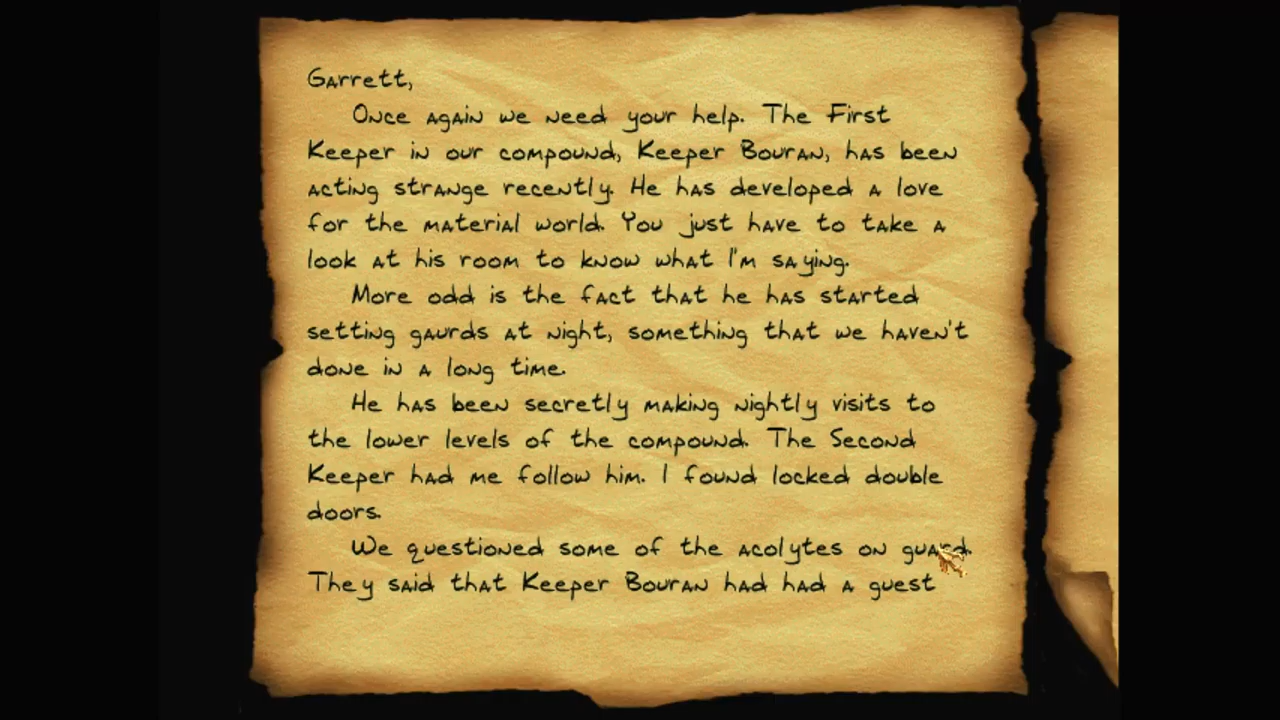 Garrett,
Once again we need your help. The First
Keeper in our compound, Keeper Bouran, has been
acting strange recently. He has developed a love
for the material world. You just have to take a
look at his room to know what I'm saying.
More odd is the fact that he has started
setting gaurds at night, something that we haven't
done in a long time.
He has been secretly making nightly visits to
the lower levels of the compound. The Second
Keeper had me follow him. I found locked double
doors.
We questioned some of the acolytes on guard.
They said that Keeper Bouran had had a guest